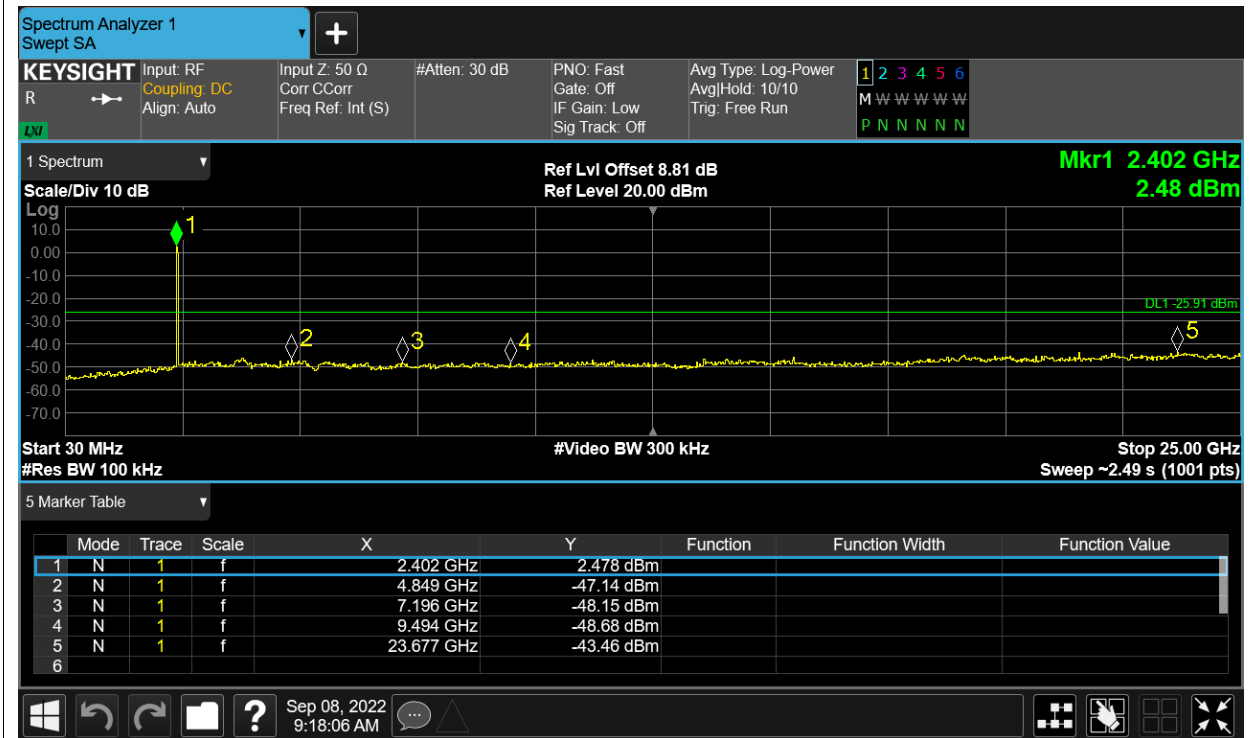 Spectrum Analyzer 1
Swept SA
KEYSIGHT
R
LXI
Input: RF
Coupling: DC
Align: Auto
Input Z: 50 Ω
Corr CCorr
Freq Ref: Int (S)
#Atten: 30 dB
PNO: Fast
Gate: Off
IF Gain: Low
Sig Track: Off
Avg Type: Log-Power
Avg|Hold: 10/10
Trig: Free Run
1 2 3 4 5 6
M W W W W W
P N N N N N
1 Spectrum
Scale/Div 10 dB
Ref Lvl Offset 8.81 dB
Ref Level 20.00 dBm
Mkr1 2.402 GHz
2.48 dBm
Log
10.0
0.00
-10.0
-20.0
-30.0
-40.0
-50.0
-60.0
-70.0
1
2
3
4
5
DL1 -25.91 dBm
Start 30 MHz
#Res BW 100 kHz
#Video BW 300 kHz
Stop 25.00 GHz
Sweep ~2.49 s (1001 pts)
5 Marker Table
Mode Trace Scale X Y Function Function Width Function Value
1 N 1 f 2.402 GHz 2.478 dBm
2 N 1 f 4.849 GHz -47.14 dBm
3 N 1 f 7.196 GHz -48.15 dBm
4 N 1 f 9.494 GHz -48.68 dBm
5 N 1 f 23.677 GHz -43.46 dBm
6
?
Sep 08, 2022
9:18:06 AM